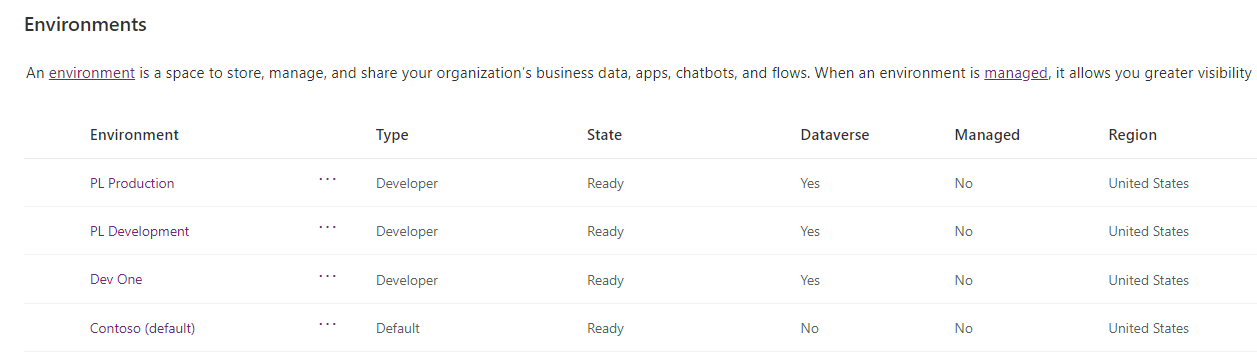 Environments
An environment is a space to store, manage, and share your organization's business data, apps, chatbots, and flows. When an environment is managed, it allows you greater visibility
Environment Type State Dataverse Managed Region
PL Production ... Developer Ready Yes No United States
PL Development ... Developer Ready Yes No United States
Dev One ... Developer Ready Yes No United States
Contoso (default) ... Default Ready No No United States